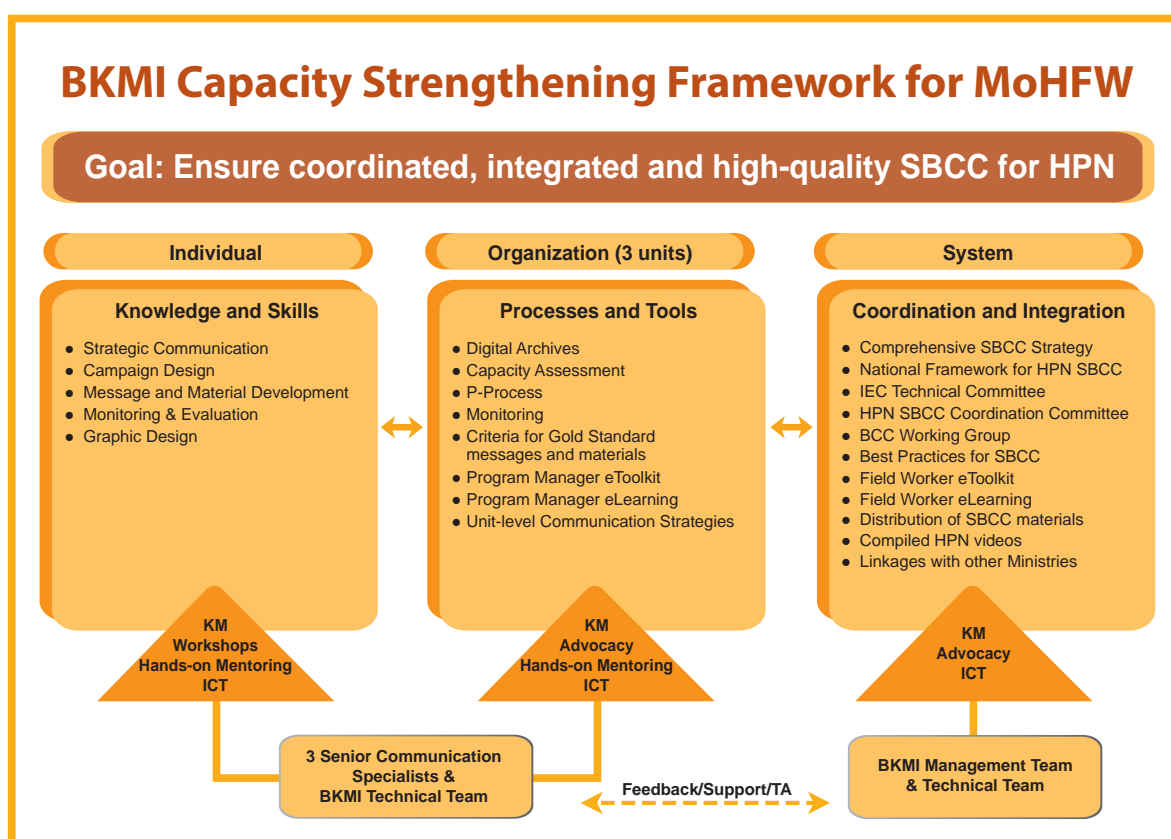 BKMI Capacity Strengthening Framework for MoHFW
Goal: Ensure coordinated, integrated and high-quality SBCC for HPN
Individual
Knowledge and Skills
● Strategic Communication
● Campaign Design
● Message and Material Development
● Monitoring & Evaluation
● Graphic Design
KM
Workshops
Hands-on Mentoring
ICT
Organization (3 units)
Processes and Tools
● Digital Archives
● Capacity Assessment
● P-Process
● Monitoring
● Criteria for Gold Standard
messages and materials
● Program Manager eToolkit
● Program Manager eLearning
● Unit-level Communication Strategies
KM
Advocacy
Hands-on Mentoring
ICT
System
Coordination and Integration
● Comprehensive SBCC Strategy
● National Framework for HPN SBCC
● IEC Technical Committee
● HPN SBCC Coordination Committee
● BCC Working Group
● Best Practices for SBCC
● Field Worker eToolkit
● Field Worker eLearning
● Distribution of SBCC materials
● Compiled HPN videos
● Linkages with other Ministries
KM
Advocacy
ICT
3 Senior Communication
Specialists &
BKMI Technical Team
Feedback/Support/TA
BKMI Management Team
& Technical Team